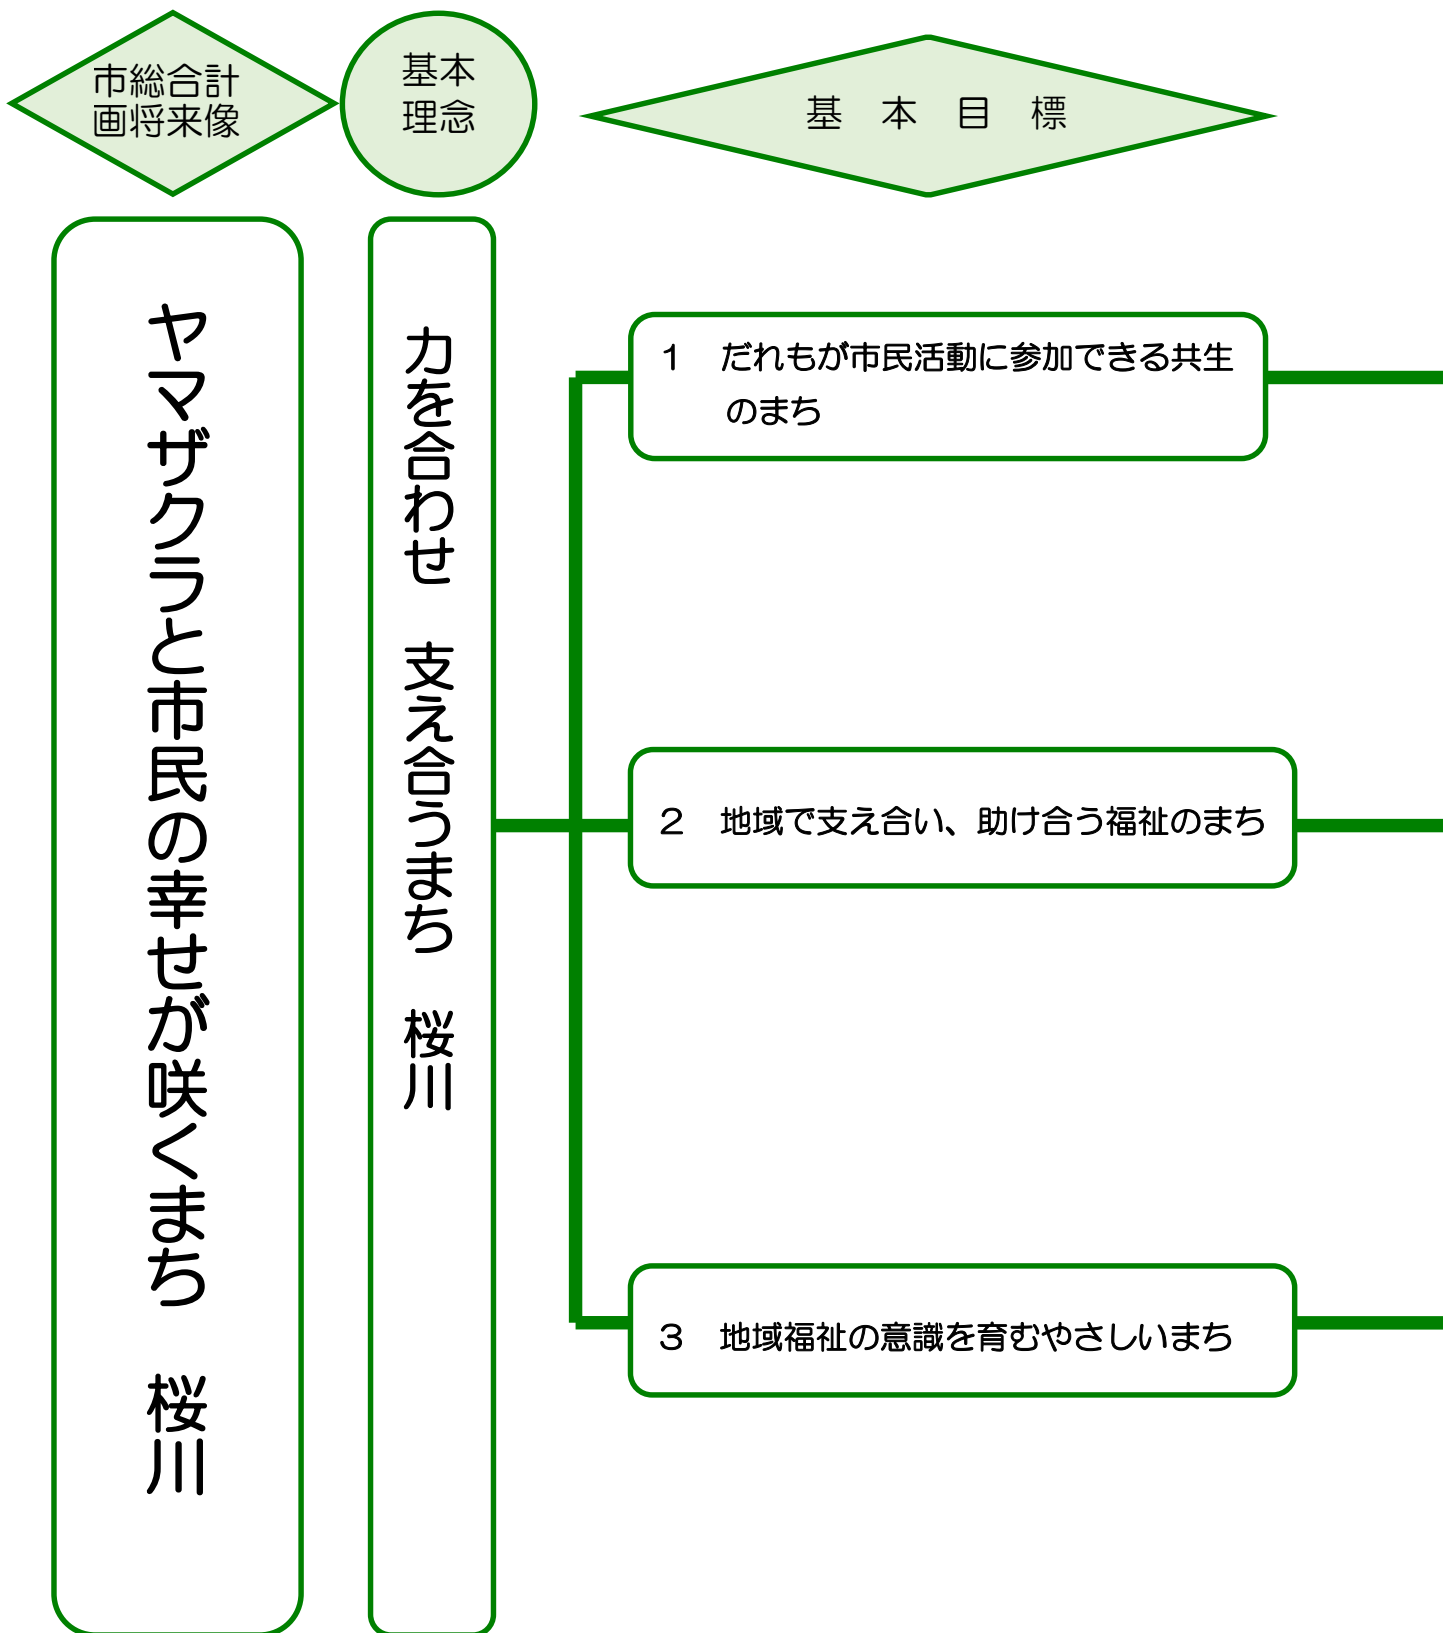 市総合計
画将来像
基本
理念
基　本　目　標
ヤマザクラと市民の幸せが咲くまち　桜川
力を合わせ　支え合うまち　桜川
１　だれもが市民活動に参加できる共生
のまち
２　地域で支え合い、助け合う福祉のまち
３　地域福祉の意識を育むやさしいまち